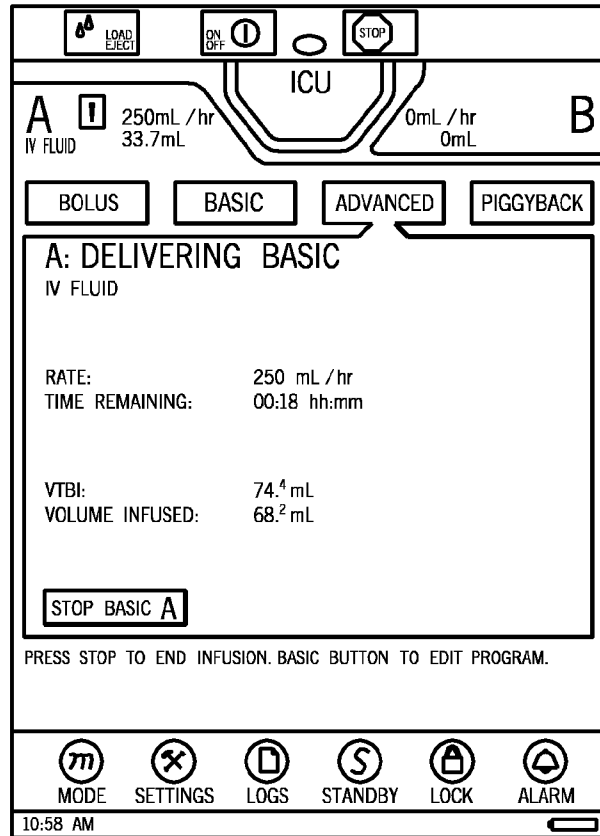 LOAD
EJECT
ON
OFF
STOP
ICU
A
IV FLUID
250mL /hr
33.7mL
0mL /hr
0mL
B
BOLUS
BASIC
ADVANCED
PIGGYBACK
A: DELIVERING BASIC
IV FLUID
RATE: 250 mL /hr
TIME REMAINING: 00:18 hh:mm
VTBI: 74.⁴ mL
VOLUME INFUSED: 68.² mL
STOP BASIC A
PRESS STOP TO END INFUSION. BASIC BUTTON TO EDIT PROGRAM.
m
S
MODE SETTINGS LOGS STANDBY LOCK ALARM
10:58 AM